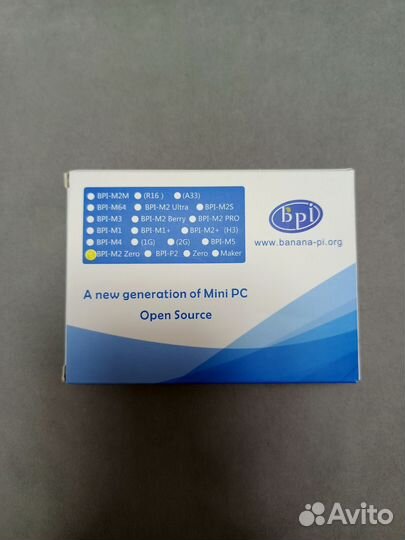 BPI-M2M (R16 ) (A33)
BPI-M64 BPI-M2 Ultra BPI-M2S
BPI-M3 BPI-M2 Berry BPI-M2 PRO
BPI-M1 BPI-M1+ BPI-M2+ (H3)
BPI-M4 (1G) (2G) BPI-M5
BPI-M2 Zero BPI-P2 Zero Maker
bpi
www.banana-pi.org
A new generation of Mini PC
Open Source
Avito